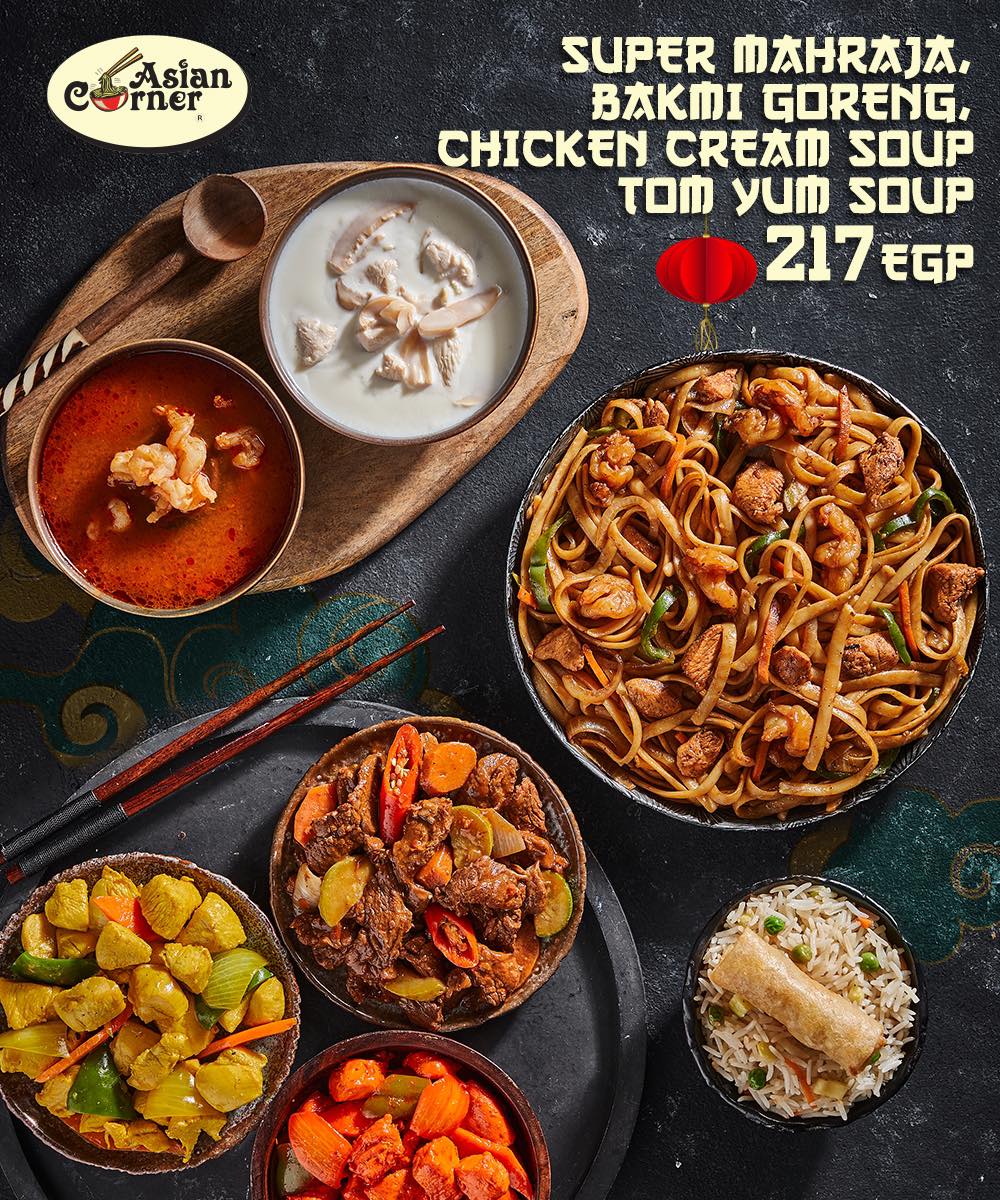 Asian
Corner
R
SUPER MAHRAJA,
BAKMI GORENG,
CHICKEN CREAM SOUP
TOM YUM SOUP
217 EGP